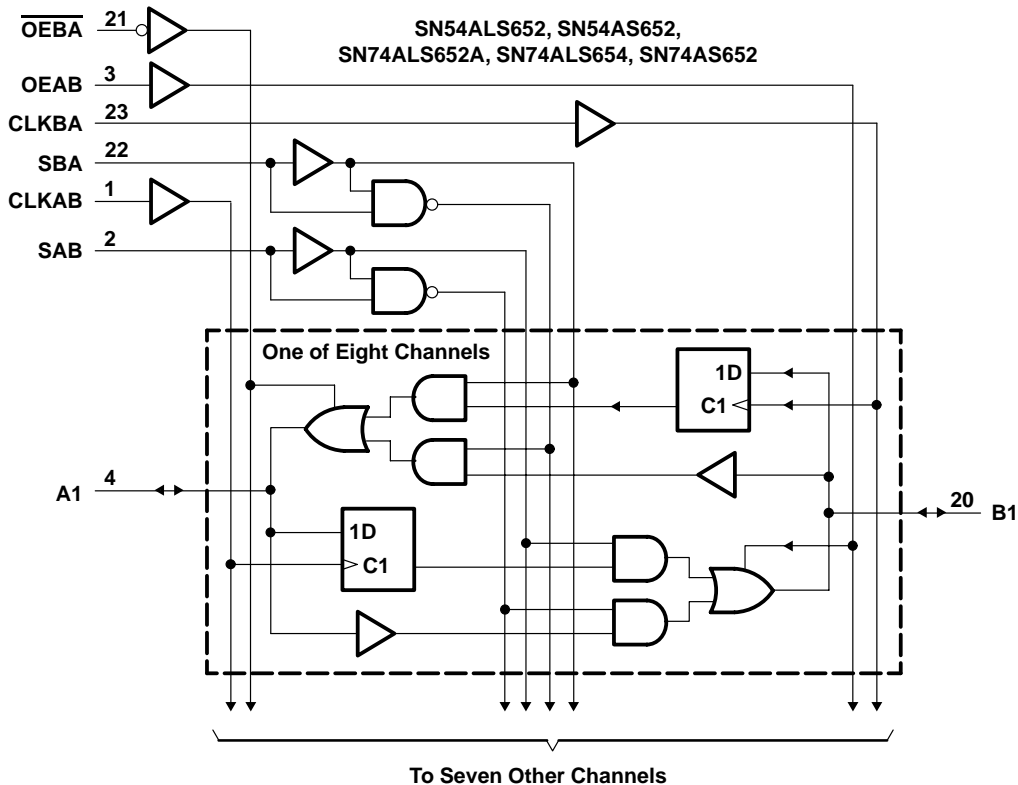 SN54ALS652, SN54AS652,
SN74ALS652A, SN74ALS654, SN74AS652
OEBA 21
OEAB 3
CLKBA 23
SBA 22
CLKAB 1
SAB 2
One of Eight Channels
1D
C1
A1 4
20 B1
1D
C1
To Seven Other Channels